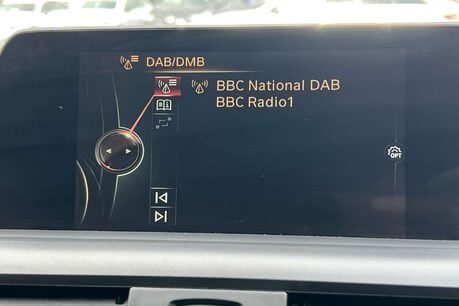 DAB/DMB
BBC National DAB
BBC Radio1
OPT